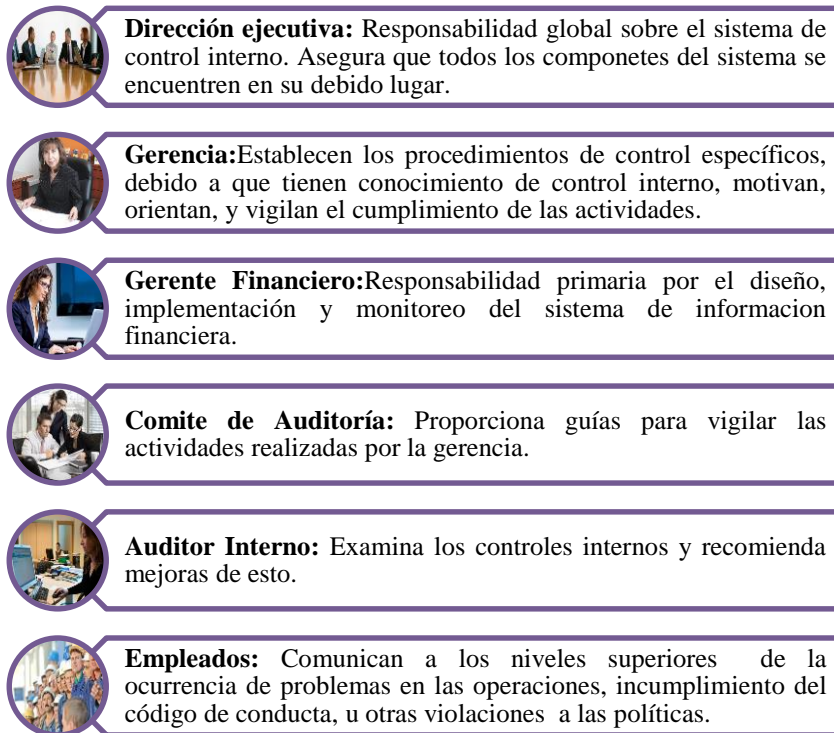 Dirección ejecutiva: Responsabilidad global sobre el sistema de
control interno. Asegura que todos los componetes del sistema se
encuentren en su debido lugar.
Gerencia:Establecen los procedimientos de control específicos,
debido a que tienen conocimiento de control interno, motivan,
orientan, y vigilan el cumplimiento de las actividades.
Gerente Financiero:Responsabilidad primaria por el diseño,
implementación y monitoreo del sistema de informacion
financiera.
Comite de Auditoría: Proporciona guías para vigilar las
actividades realizadas por la gerencia.
Auditor Interno: Examina los controles internos y recomienda
mejoras de esto.
Empleados: Comunican a los niveles superiores de la
ocurrencia de problemas en las operaciones, incumplimiento del
código de conducta, u otras violaciones a las políticas.